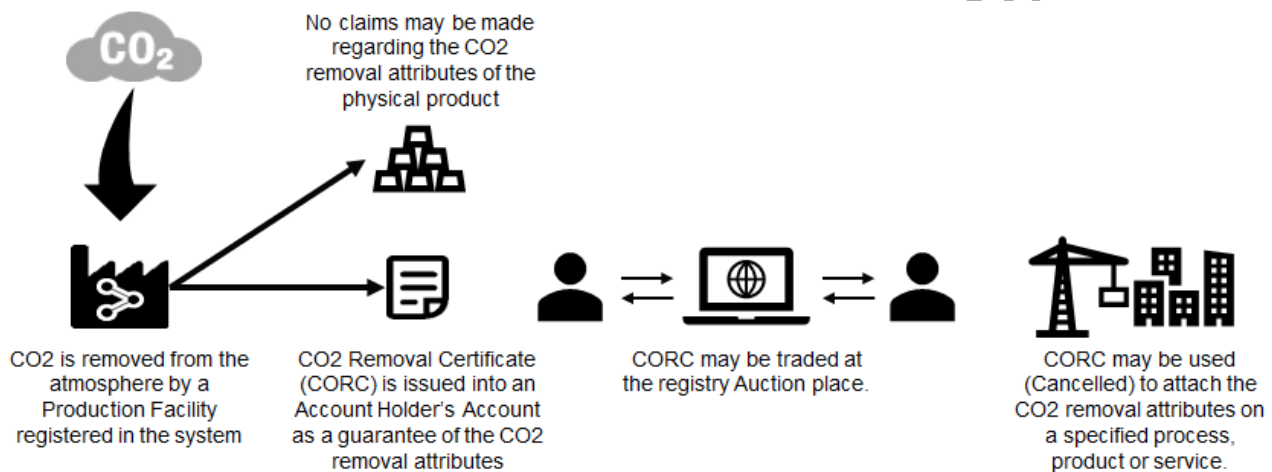 CO₂
No claims may be made
regarding the CO2
removal attributes of the
physical product
CO2 is removed from the
atmosphere by a
Production Facility
registered in the system
CO2 Removal Certificate
(CORC) is issued into an
Account Holder's Account
as a guarantee of the CO2
removal attributes
CORC may be traded at
the registry Auction place.
CORC may be used
(Cancelled) to attach the
CO2 removal attributes on
a specified process,
product or service.